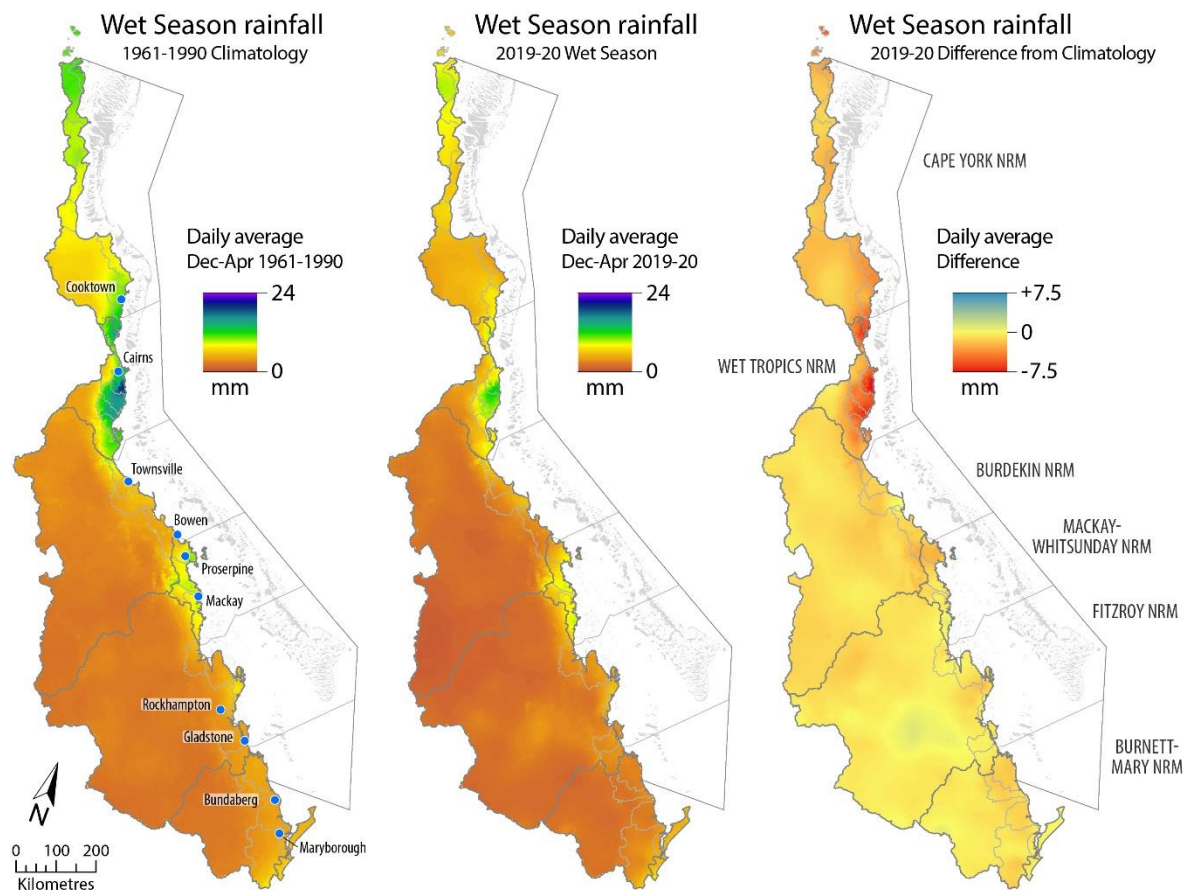 Wet Season rainfall
1961-1990 Climatology
Daily average
Dec-Apr 1961-1990
24
0
mm
Cooktown
Cairns
Townsville
Bowen
Proserpine
Mackay
Rockhampton
Gladstone
Bundaberg
Maryborough
N
0 100 200
Kilometres
Wet Season rainfall
2019-20 Wet Season
Daily average
Dec-Apr 2019-20
24
0
mm
Wet Season rainfall
2019-20 Difference from Climatology
CAPE YORK NRM
Daily average
Difference
+7.5
0
-7.5
mm
WET TROPICS NRM
BURDEKIN NRM
MACKAY-
WHITSUNDAY NRM
FITZROY NRM
BURNETT-
MARY NRM